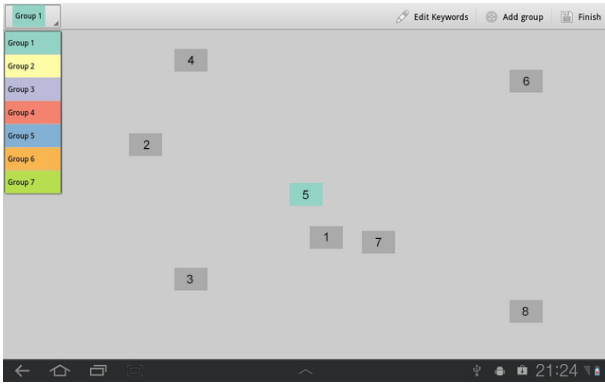 Group 1
Edit Keywords
Add group
Finish
Group 1
Group 2
Group 3
Group 4
Group 5
Group 6
Group 7
4
6
2
5
1
7
3
8
21:24